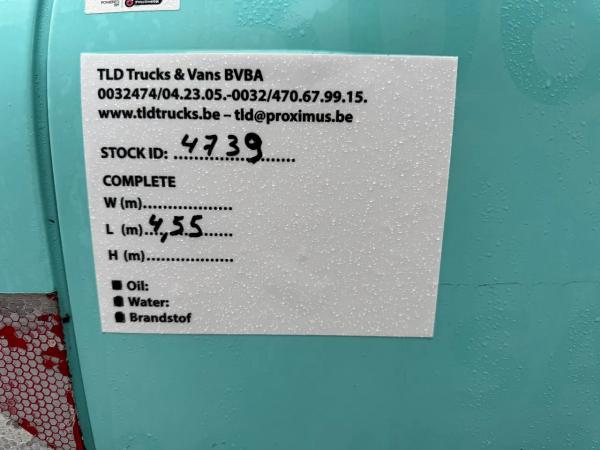 TLD Trucks & Vans BVBA
0032474/04.23.05.-0032/470.67.99.15.
www.tldtrucks.be – tld@proximus.be
STOCK ID: 4739
COMPLETE
W (m)
L (m) 4,55
H (m)
Oil:
Water:
Brandstof